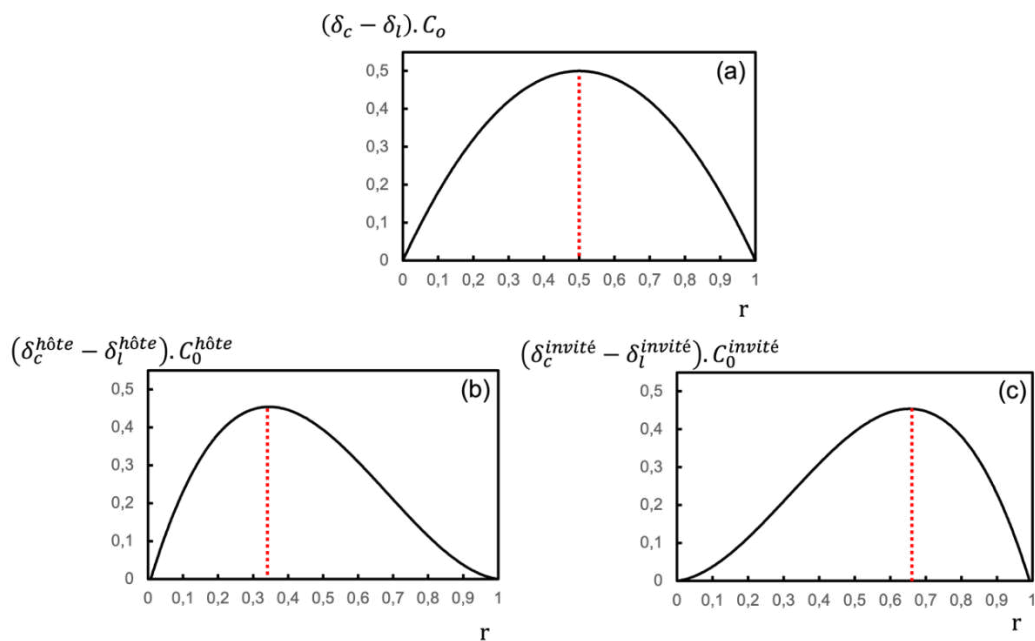 (δ_c − δ_l). C_o
(a)
0,5
0,4
0,3
0,2
0,1
0
0 0,1 0,2 0,3 0,4 0,5 0,6 0,7 0,8 0,9 1
r
(δ_c^{hôte} − δ_l^{hôte}). C_0^{hôte}
(b)
0,5
0,4
0,3
0,2
0,1
0
0 0,1 0,2 0,3 0,4 0,5 0,6 0,7 0,8 0,9 1
r
(δ_c^{invité} − δ_l^{invité}). C_0^{invité}
(c)
0,5
0,4
0,3
0,2
0,1
0
0 0,1 0,2 0,3 0,4 0,5 0,6 0,7 0,8 0,9 1
r